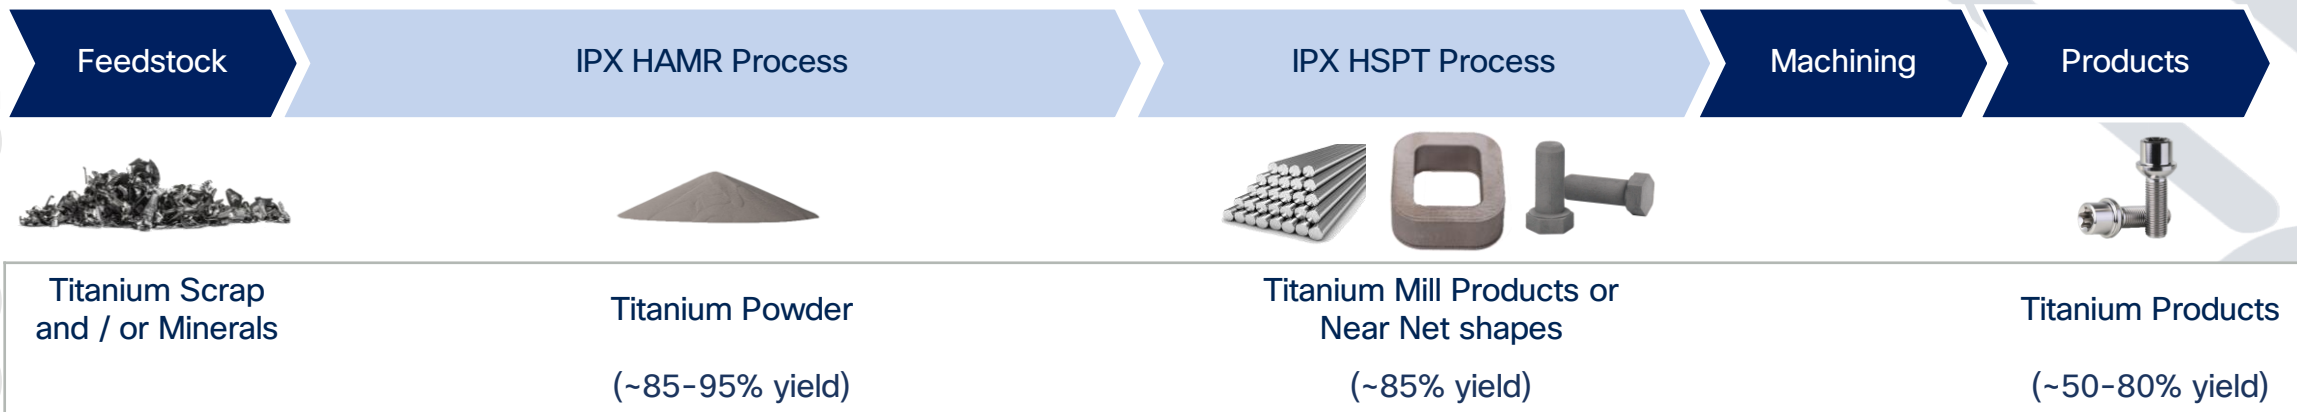 Feedstock
IPX HAMR Process
IPX HSPT Process
Machining
Products
Titanium Scrap
and / or Minerals
Titanium Powder
(~85-95% yield)
Titanium Mill Products or
Near Net shapes
(~85% yield)
Titanium Products
(~50-80% yield)